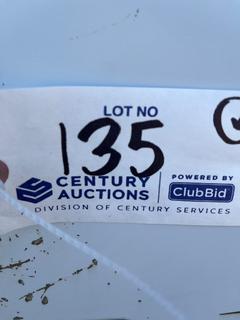 LOT NO
135
CENTURY AUCTIONS
POWERED BY
ClubBid
DIVISION OF CENTURY SERVICES